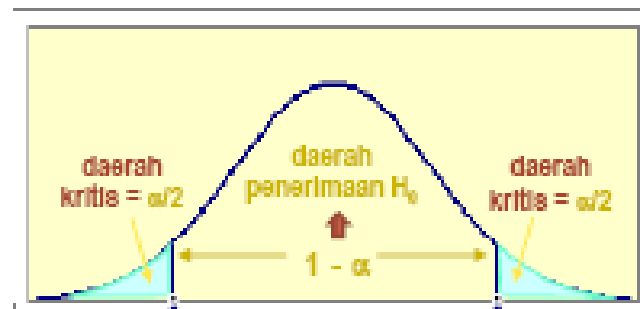 daerah
kritis = α/2
daerah
penerimaan H₀
daerah
kritis = α/2
1 - α